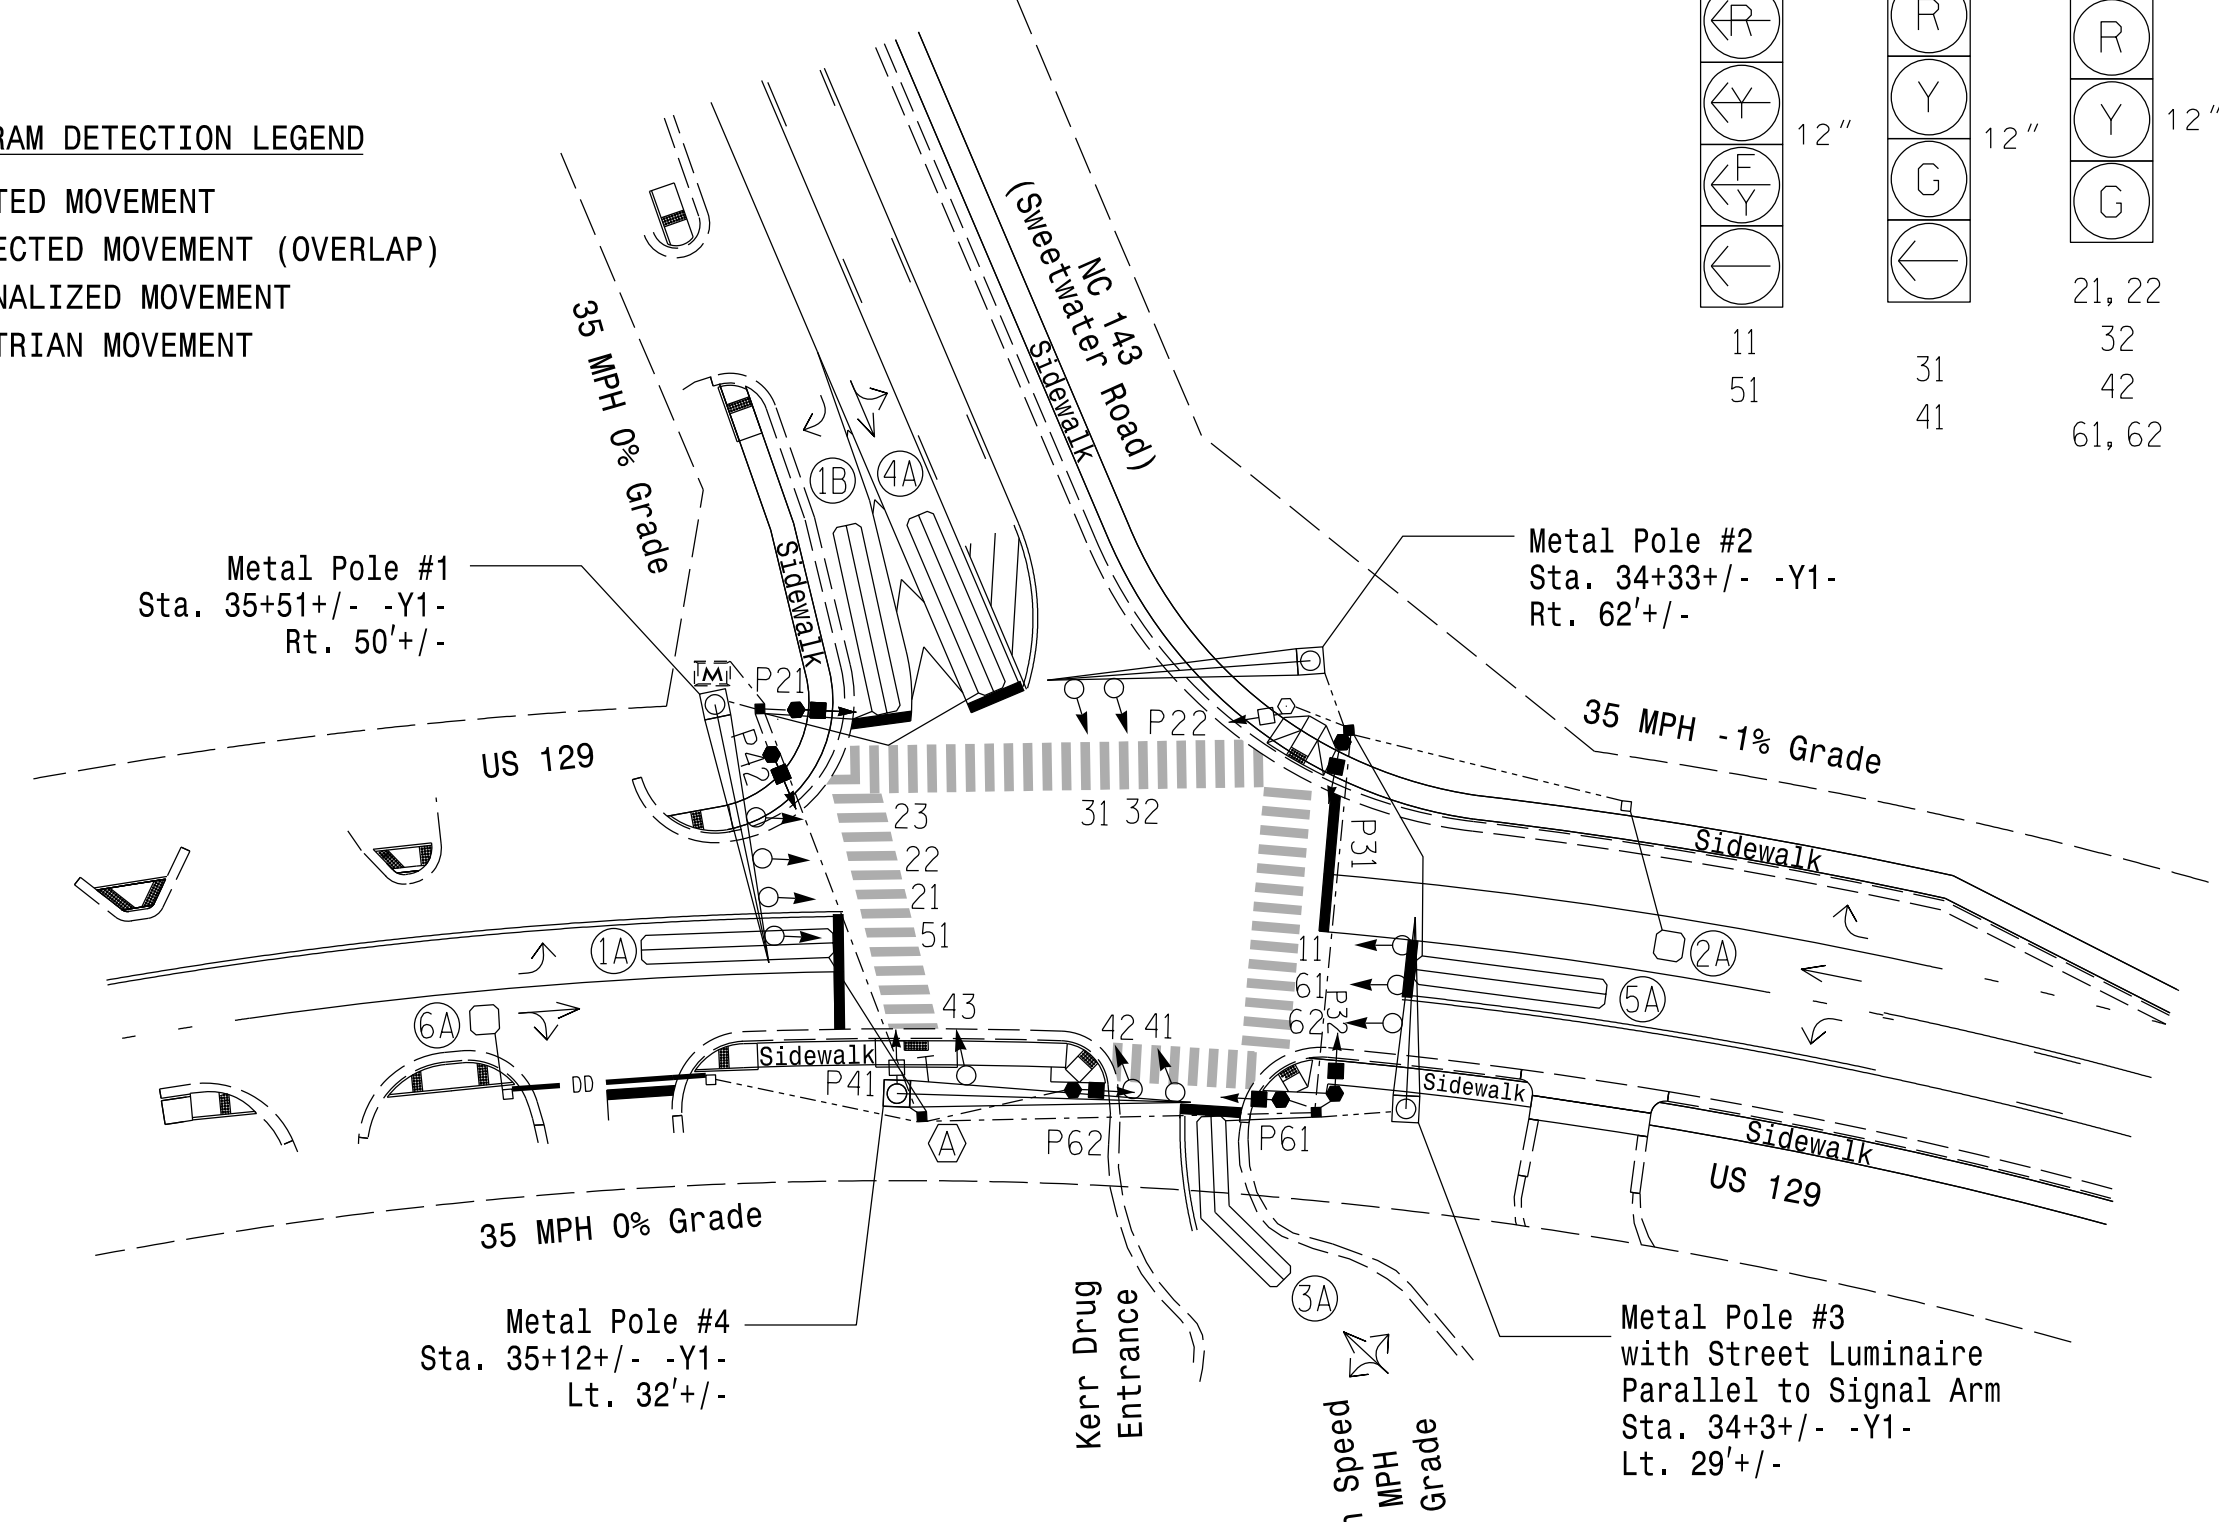 RAM DETECTION LEGEND
TED MOVEMENT
ECTED MOVEMENT (OVERLAP)
NALIZED MOVEMENT
TRIAN MOVEMENT
R
Y
F
Y
12"
11
51
R
Y
G
12"
31
41
R
Y
G
12"
21, 22
32
42
61, 62
NC 143
(Sweetwater Road)
Sidewalk
35 MPH 0% Grade
1B
4A
Sidewalk
Metal Pole #1
Sta. 35+51+/- -Y1-
Rt. 50'+/-
Metal Pole #2
Sta. 34+33+/- -Y1-
Rt. 62'+/-
M
P21
P42
P22
35 MPH -1% Grade
US 129
23
22
21
51
31 32
P31
Sidewalk
1A
6A
11
61
62
P32
2A
5A
43
42 41
Sidewalk
DD
P41
A
P62
P61
Sidewalk
Sidewalk
US 129
35 MPH 0% Grade
3A
Metal Pole #4
Sta. 35+12+/- -Y1-
Lt. 32'+/-
Kerr Drug
Entrance
Speed
MPH
Grade
Metal Pole #3
with Street Luminaire
Parallel to Signal Arm
Sta. 34+3+/- -Y1-
Lt. 29'+/-